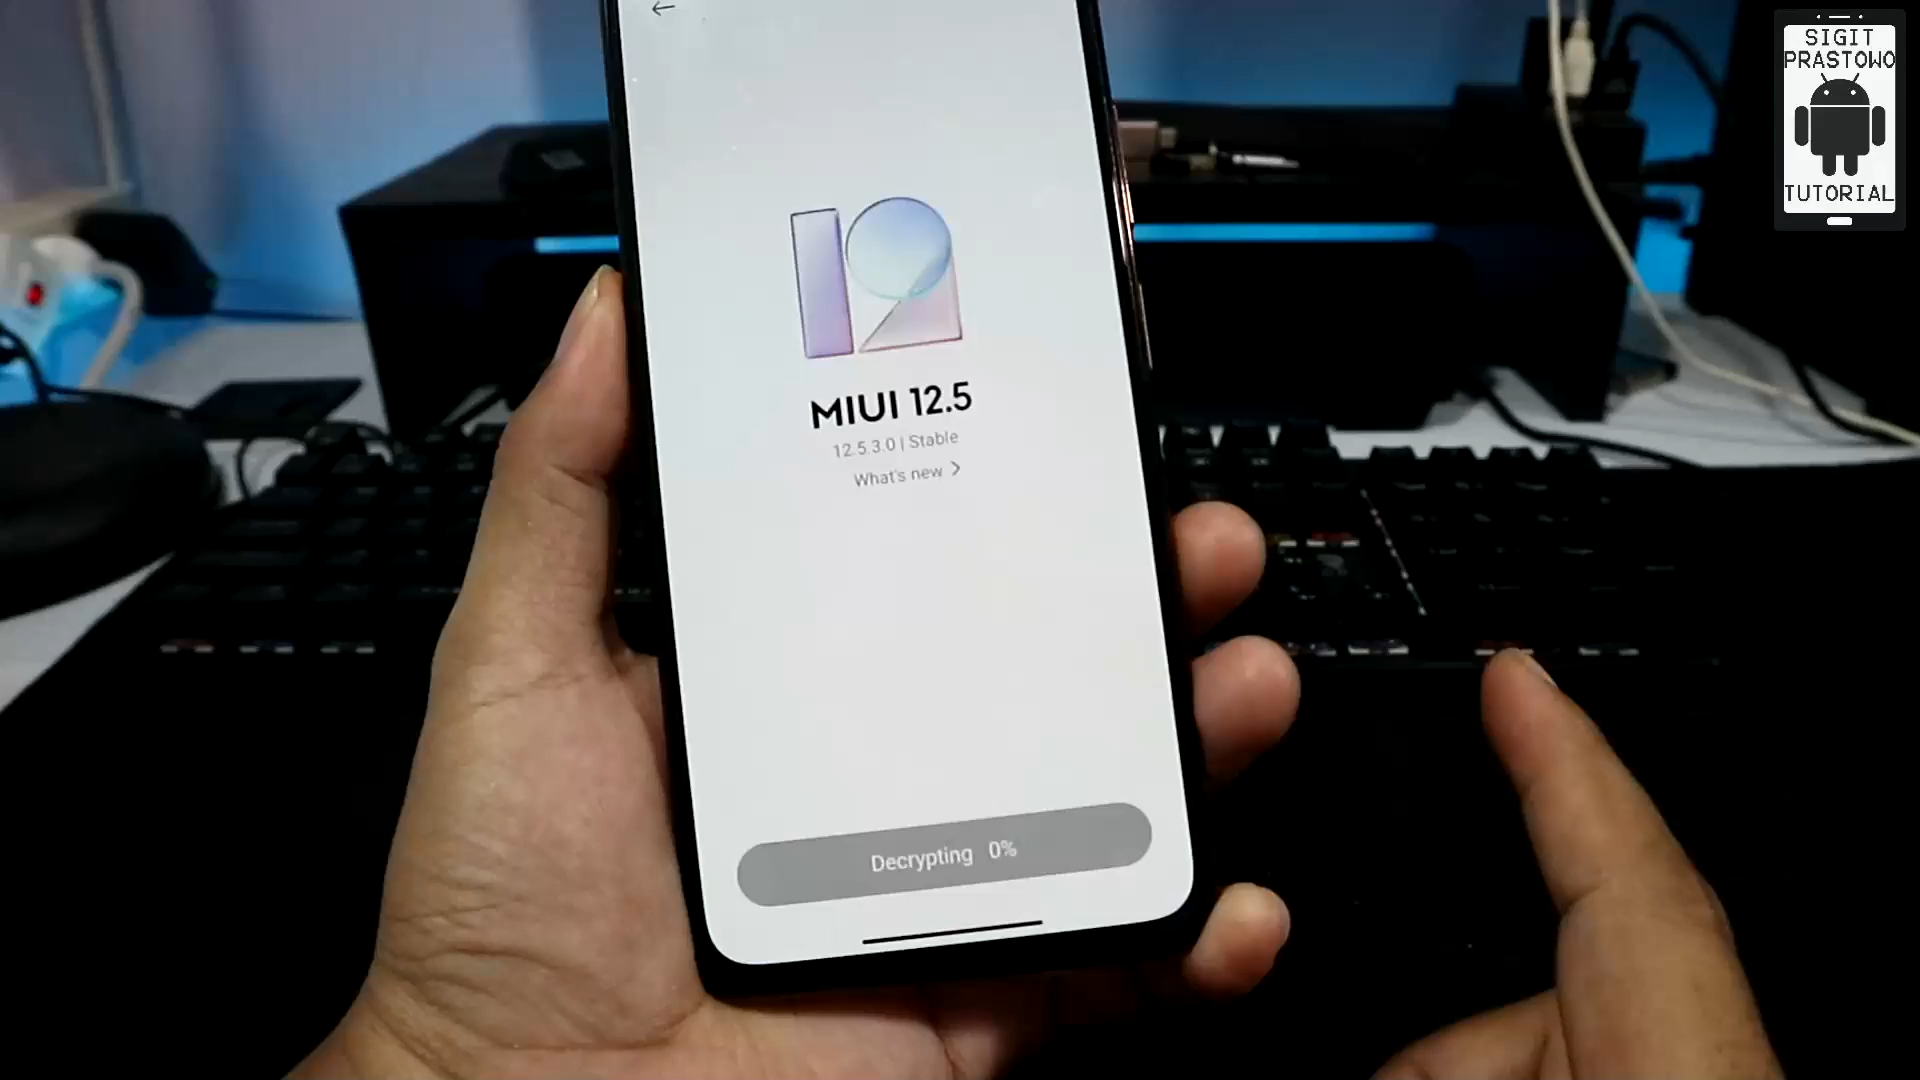 SIGIT
PRASTOWO
TUTORIAL
MIUI 12.5
12.5.3.0 | Stable
What's new >
Decrypting 0%